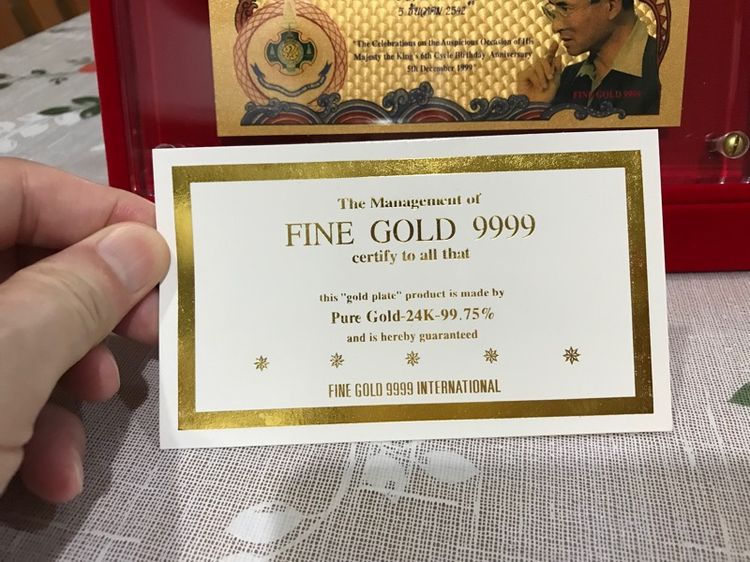 5 ธันวาคม 2542"
"The Celebrations on the Auspicious Occasion of His
Majesty the King's 6th Cycle Birthday Anniversary
5th December 1999"
FINE GOLD 9999
The Management of
FINE GOLD 9999
certify to all that
this "gold plate" product is made by
Pure Gold-24K-99.75%
and is hereby guaranteed
FINE GOLD 9999 INTERNATIONAL